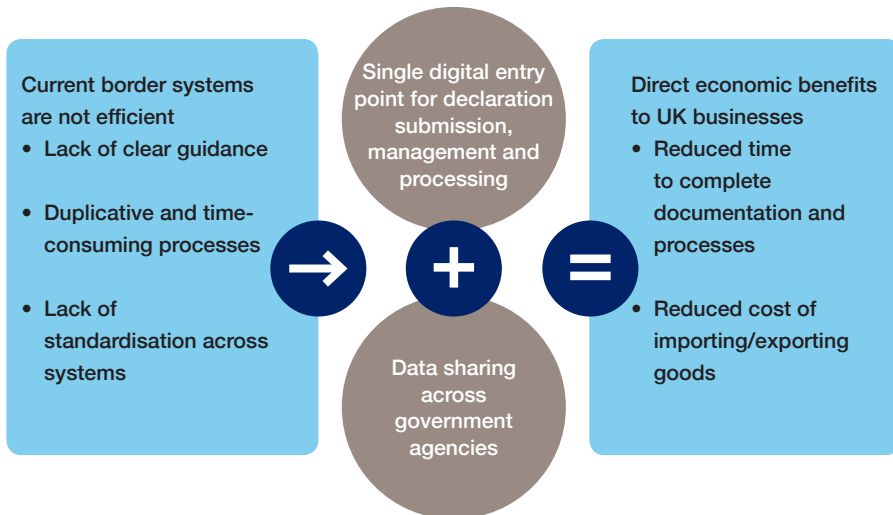 Current border systems
are not efficient
• Lack of clear guidance
• Duplicative and time-
consuming processes
• Lack of
standardisation across
systems
→
Single digital entry
point for declaration
submission,
management and
processing
+
Data sharing
across
government
agencies
=
Direct economic benefits
to UK businesses
• Reduced time
to complete
documentation and
processes
• Reduced cost of
importing/exporting
goods